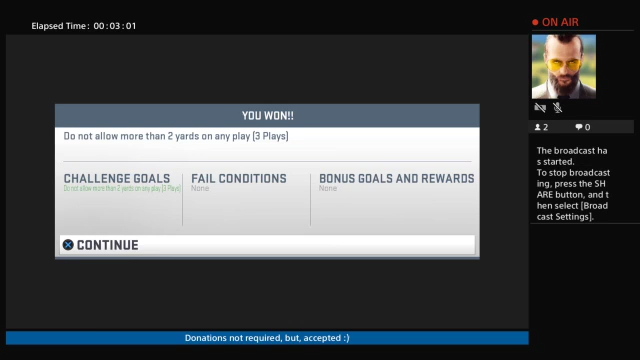 Elapsed Time: 00:03:01
ON AIR
YOU WON!!
Do not allow more than 2 yards on any play (3 Plays)
CHALLENGE GOALS
Do not allow more than 2 yards on any play (3 Plays)
FAIL CONDITIONS
None
BONUS GOALS AND REWARDS
None
CONTINUE
2 0
The broadcast ha
s started.
To stop broadcast
ing, press the SH
ARE button, and t
hen select [Broad
cast Settings].
Donations not required, but, accepted :)